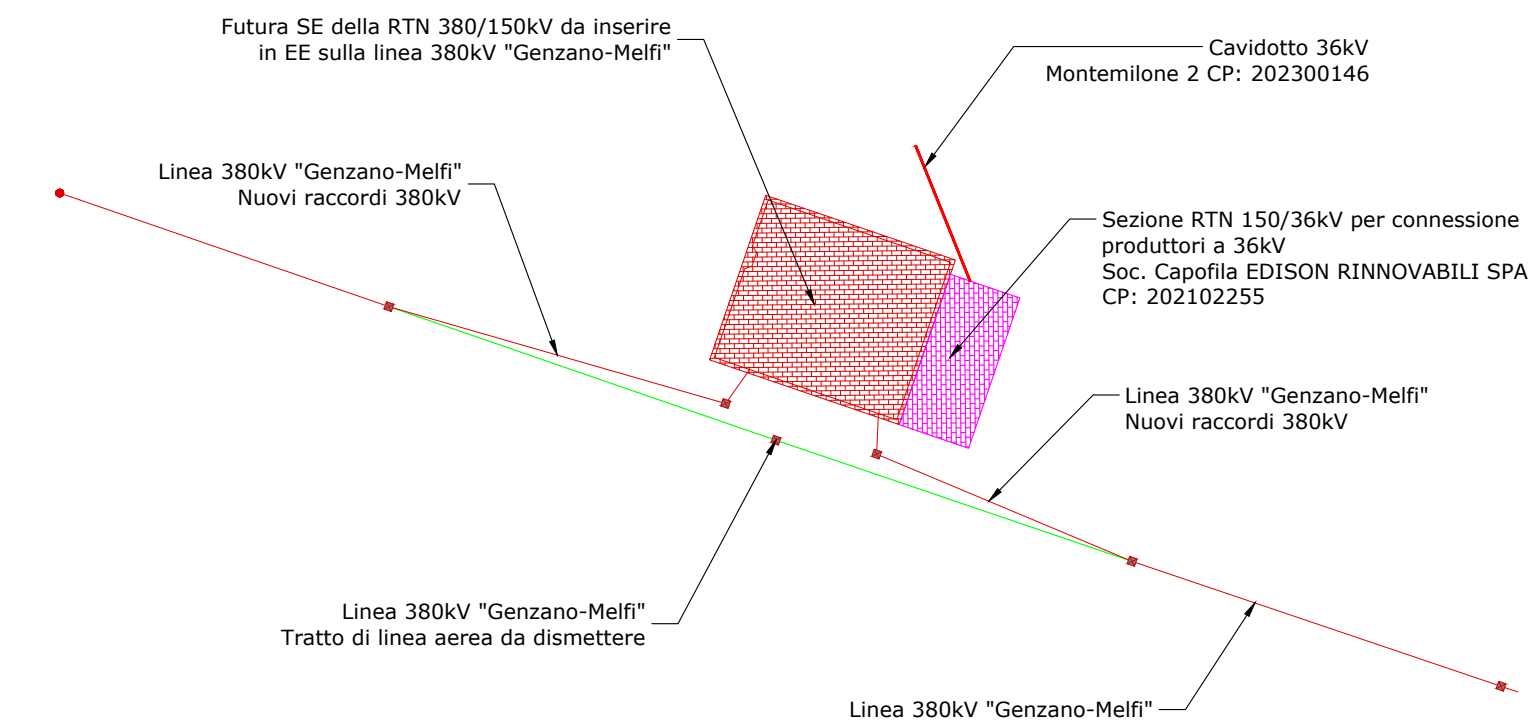 Futura SE della RTN 380/150kV da inserire
in EE sulla linea 380kV "Genzano-Melfi"
Cavidotto 36kV
Montemilone 2 CP: 202300146
Linea 380kV "Genzano-Melfi"
Nuovi raccordi 380kV
Sezione RTN 150/36kV per connessione
produttori a 36kV
Soc. Capofila EDISON RINNOVABILI SPA
CP: 202102255
Linea 380kV "Genzano-Melfi"
Nuovi raccordi 380kV
Linea 380kV "Genzano-Melfi"
Tratto di linea aerea da dismettere
Linea 380kV "Genzano-Melfi"